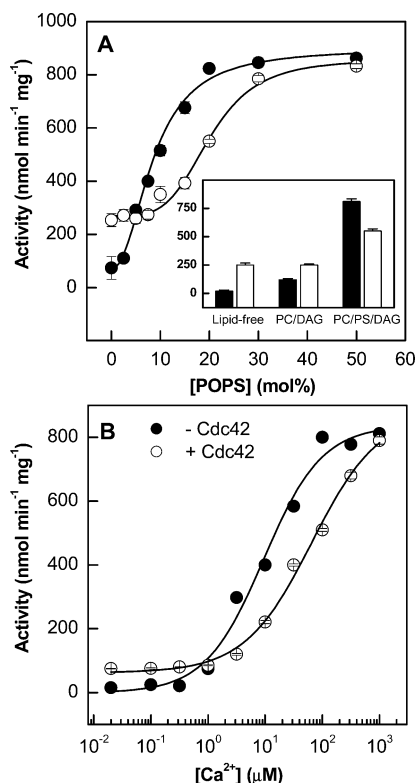 A
Activity (nmol min⁻¹ mg⁻¹)
1000
800
600
400
200
0
750
500
250
0
Lipid-free PC/DAG PC/PS/DAG
0 10 20 30 40 50 60
[POPS] (mol%)
B
- Cdc42
+ Cdc42
Activity (nmol min⁻¹ mg⁻¹)
800
600
400
200
0
10⁻² 10⁻¹ 10⁰ 10¹ 10² 10³
[Ca²⁺] (μM)